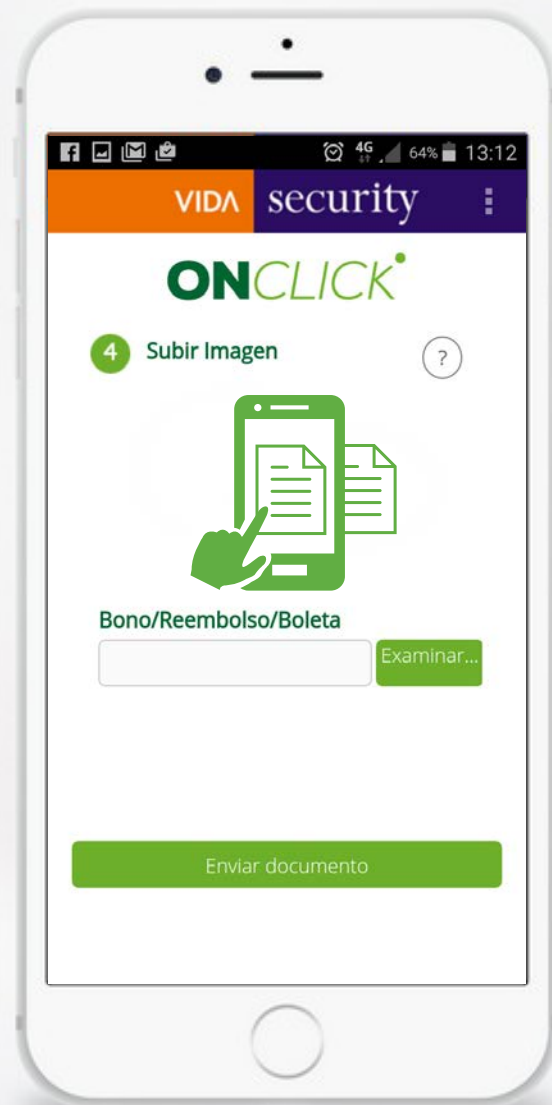 4G 64% 13:12
VIDA security
ONCLICK
4 Subir Imagen ?
Bono/Reembolso/Boleta
Examinar...
Enviar documento